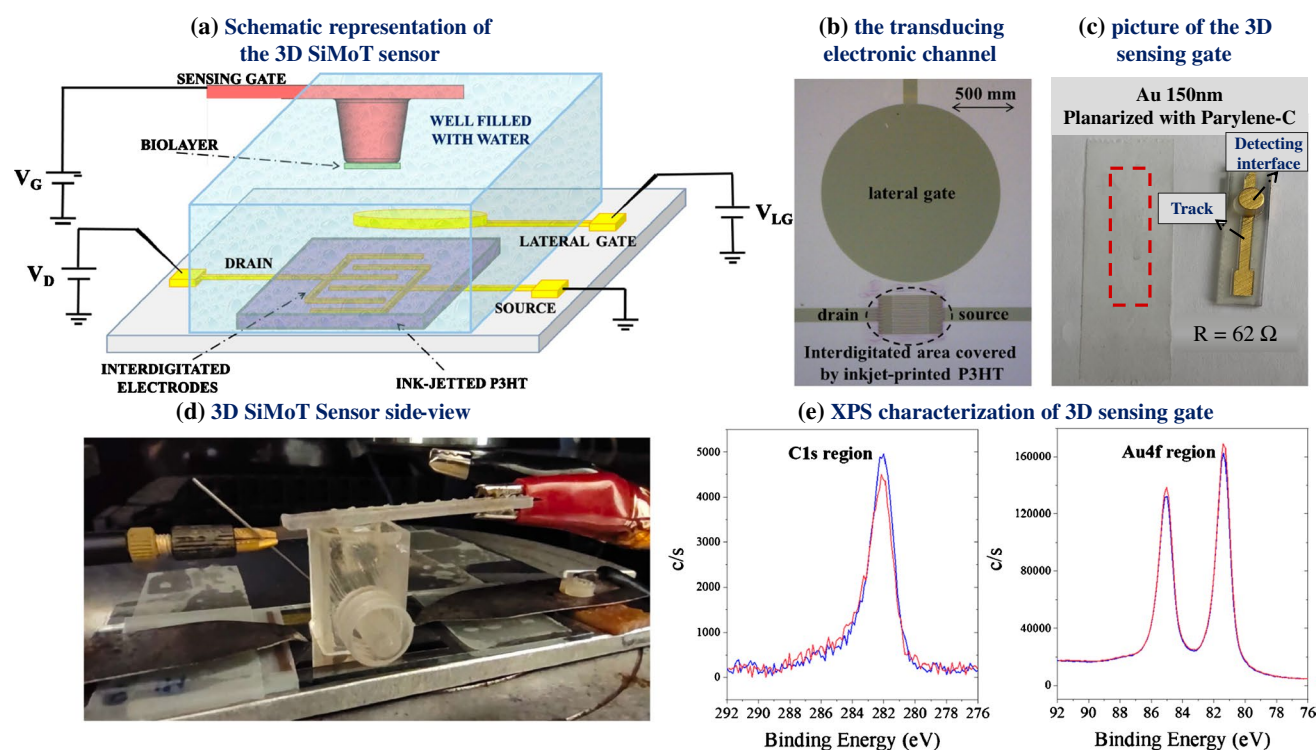 (a) Schematic representation of
the 3D SiMoT sensor
SENSING GATE
WELL FILLED
WITH WATER
BIOLAYER
V_G
V_LG
LATERAL GATE
DRAIN
V_D
SOURCE
INTERDIGITATED
ELECTRODES
INK-JETTED P3HT
(b) the transducing
electronic channel
500 mm
lateral gate
drain
source
Interdigitated area covered
by inkjet-printed P3HT
(c) picture of the 3D
sensing gate
Au 150nm
Planarized with Parylene-C
Detecting
interface
Track
R = 62 Ω
(d) 3D SiMoT Sensor side-view
(e) XPS characterization of 3D sensing gate
C1s region
5000
4000
3000
2000
1000
0
c/s
292 290 288 286 284 282 280 278 276
Binding Energy (eV)
Au4f region
160000
120000
80000
40000
0
c/s
92 90 88 86 84 82 80 78 76
Binding Energy (eV)